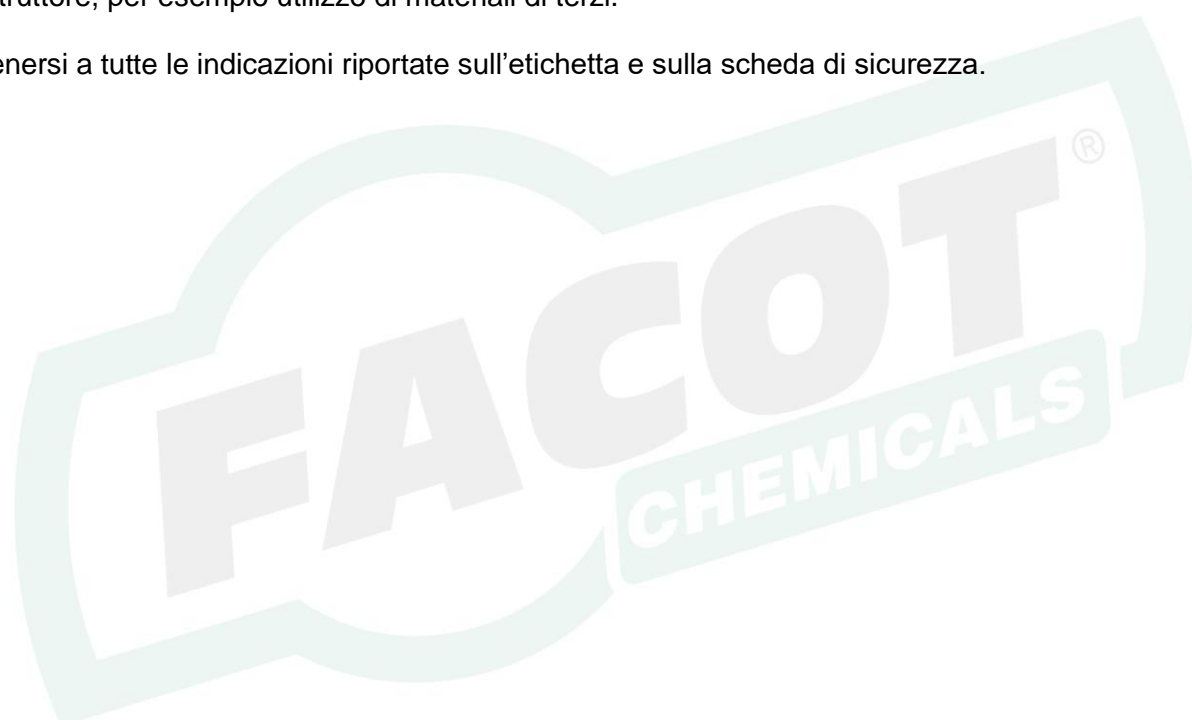 truttore, per esempio utilizzo di materiali di terzi.
enersi a tutte le indicazioni riportate sull'etichetta e sulla scheda di sicurezza.
FACOT®
CHEMICALS